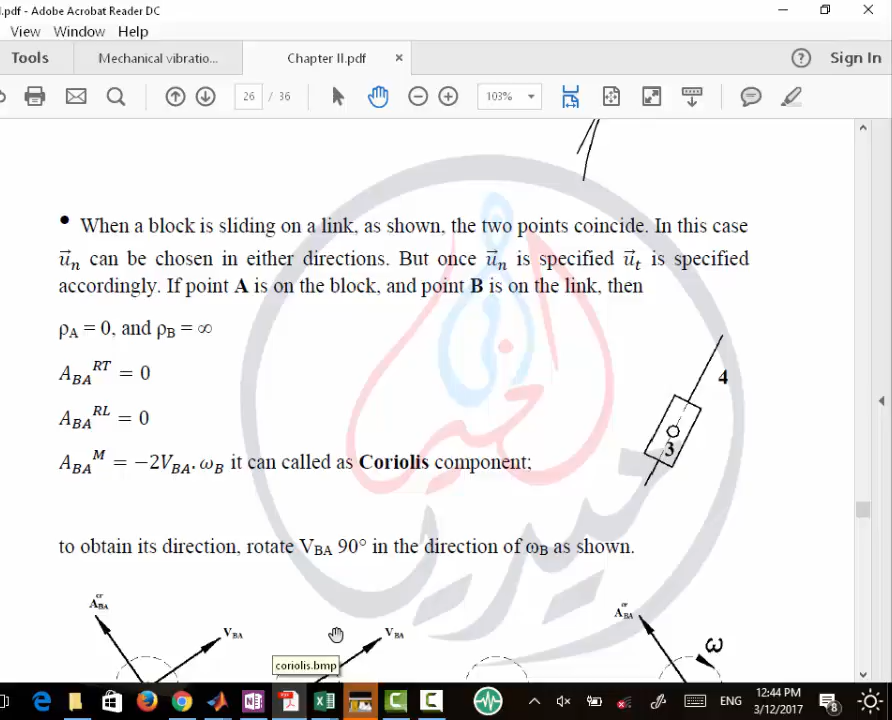 I.pdf - Adobe Acrobat Reader DC
View Window Help
Tools Mechanical vibratio... Chapter II.pdf × ? Sign In
26 / 36 103%
• When a block is sliding on a link, as shown, the two points coincide. In this case
u⃗n can be chosen in either directions. But once u⃗n is specified u⃗t is specified
accordingly. If point A is on the block, and point B is on the link, then
ρA = 0, and ρB = ∞
ABA^RT = 0
4
ABA^RL = 0
3
ABA^M = −2VBA.ωB it can called as Coriolis component;
to obtain its direction, rotate VBA 90° in the direction of ωB as shown.
A^cr BA
VBA
VBA
A^cr BA
ω
coriolis.bmp
ENG
12:44 PM
3/12/2017
8